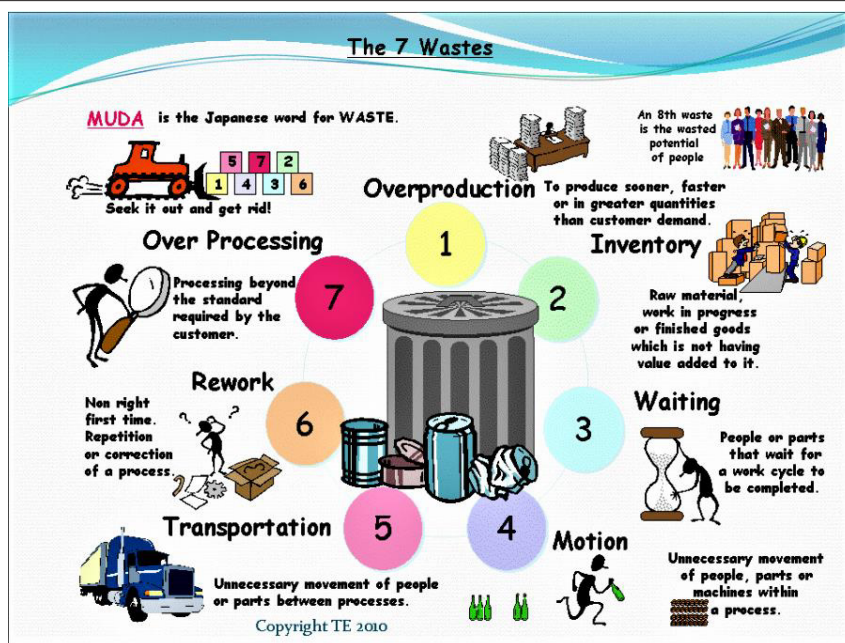 The 7 Wastes
MUDA is the Japanese word for WASTE.
5 7 2
1 4 3 6
Seek it out and get rid!
An 8th waste
is the wasted
potential
of people
Overproduction
To produce sooner, faster
or in greater quantities
than customer demand.
1
Inventory
Raw material,
work in progress
or finished goods
which is not having
value added to it.
2
Waiting
People or parts
that wait for
a work cycle to
be completed.
3
Motion
Unnecessary movement
of people, parts or
machines within
a process.
4
Transportation
Unnecessary movement of people
or parts between processes.
5
Rework
Non right
first time.
Repetition
or correction
of a process.
? ?
6
Over Processing
Processing beyond
the standard
required by the
customer.
7
Copyright TE 2010